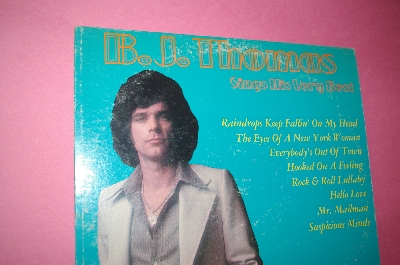 B.J. THOMAS
Sings His Very Best
Raindrops Keep Fallin' On My Head
The Eyes Of A New York Woman
Everybody's Out Of Town
Hooked On A Feeling
Rock & Roll Lullaby
Hello Love
Mr. Mailman
Suspicious Minds